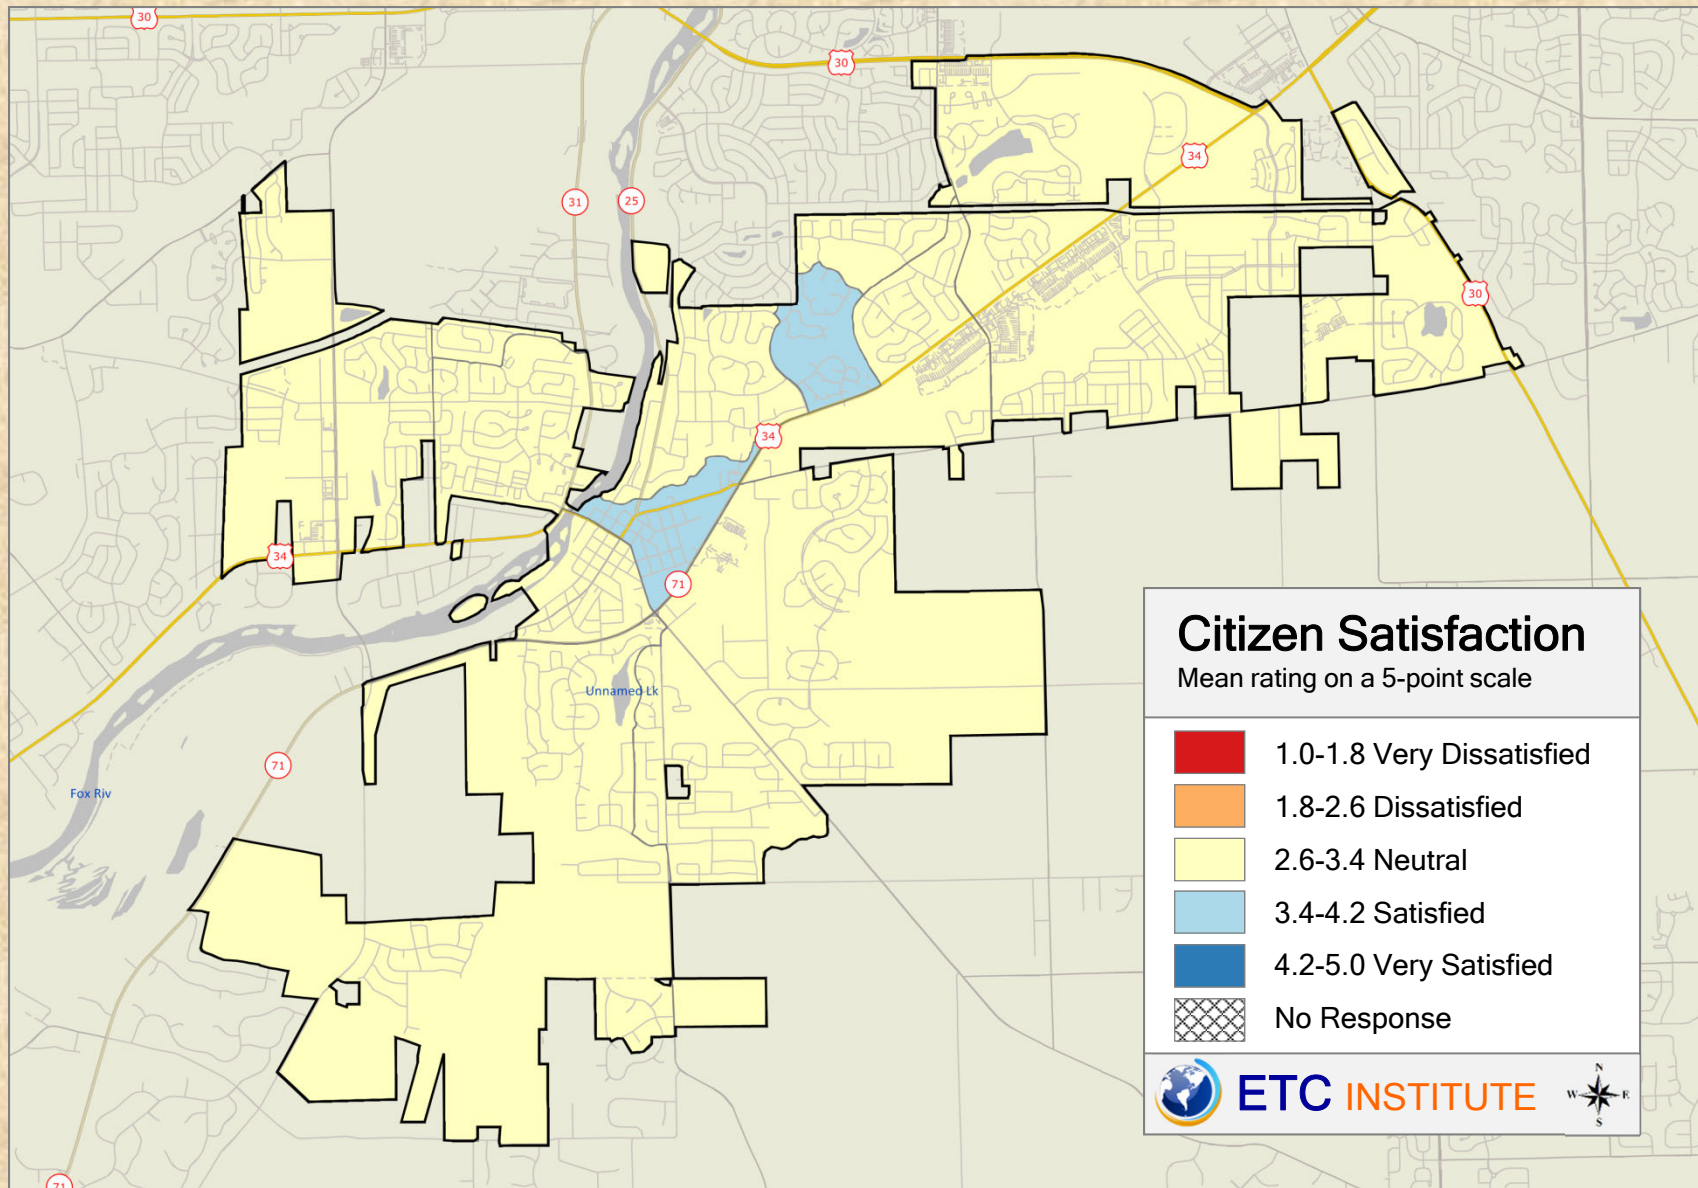 30
30
34
31
25
30
34
34
71
Unnamed Lk
71
Fox Riv
71
Citizen Satisfaction
Mean rating on a 5-point scale
1.0-1.8 Very Dissatisfied
1.8-2.6 Dissatisfied
2.6-3.4 Neutral
3.4-4.2 Satisfied
4.2-5.0 Very Satisfied
No Response
ETC INSTITUTE
N
W E
S